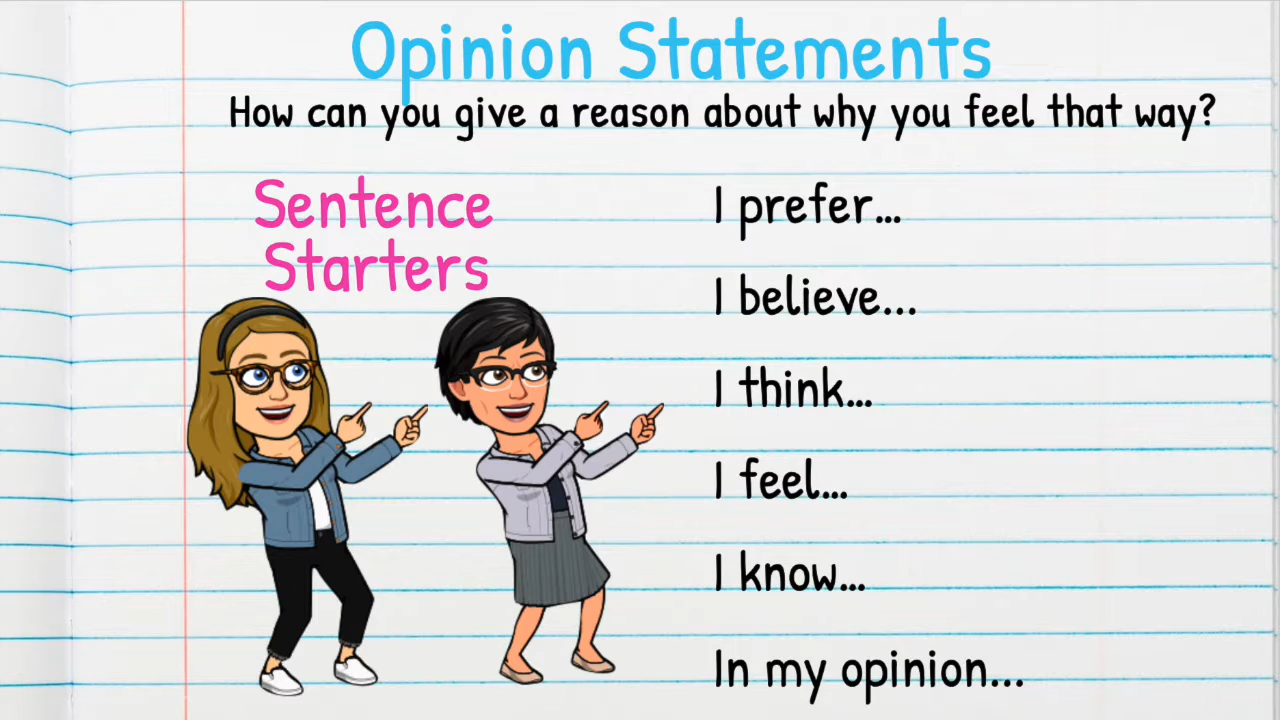 Opinion Statements
How can you give a reason about why you feel that way?
Sentence
Starters
I prefer...
I believe...
I think...
I feel...
I know...
In my opinion...